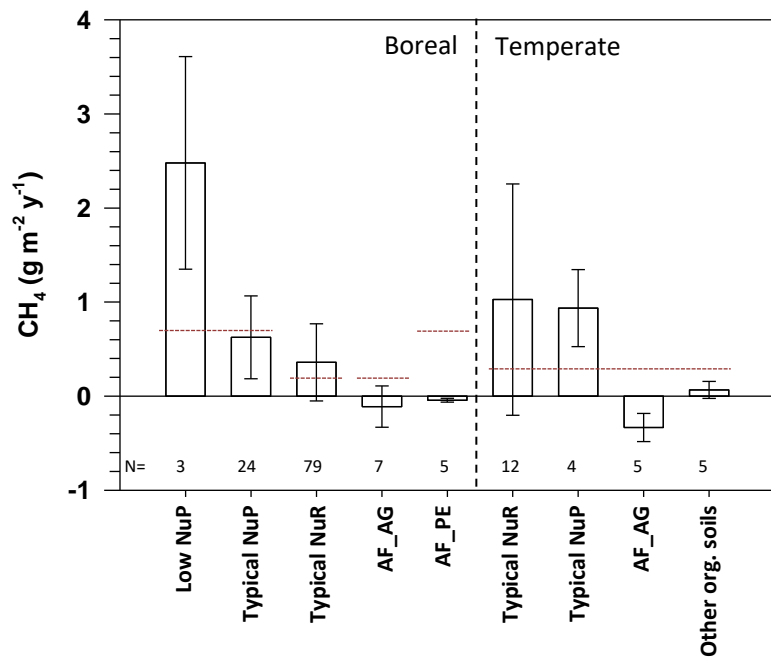 Boreal Temperate
4
3
2
1
0
-1
CH₄ (g m⁻² y⁻¹)
N= 3 24 79 7 5 12 4 5 5
Low NuP
Typical NuP
Typical NuR
AF_AG
AF_PE
Typical NuR
Typical NuP
AF_AG
Other org. soils